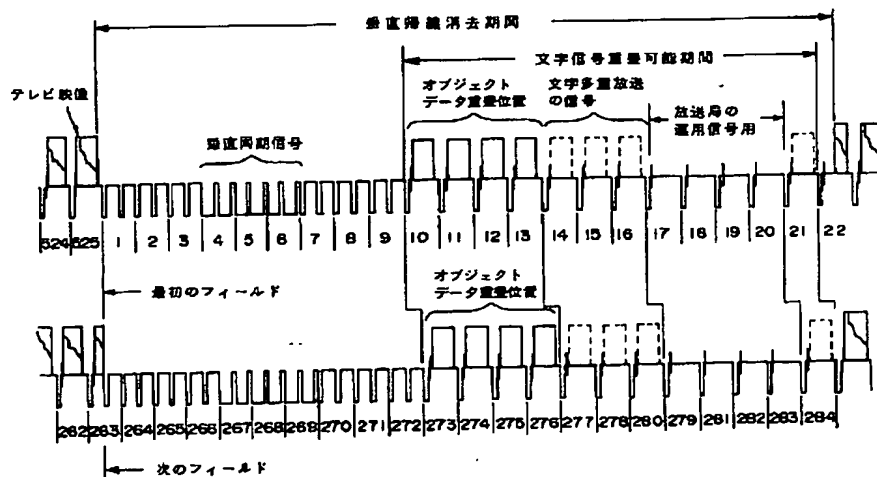 垂直帰線消去期間
文字信号重畳可能期間
テレビ映像
オブジェクト
データ重畳位置
文字多重放送
の信号
放送局の
運用信号用
垂直同期信号
524 525 1 2 3 4 5 6 7 8 9 10 11 12 13 14 15 16 17 18 19 20 21 22
最初のフィールド
オブジェクト
データ重畳位置
262 263 264 265 266 267 268 269 270 271 272 273 274 275 276 277 278 280 279 281 282 283 284
次のフィールド